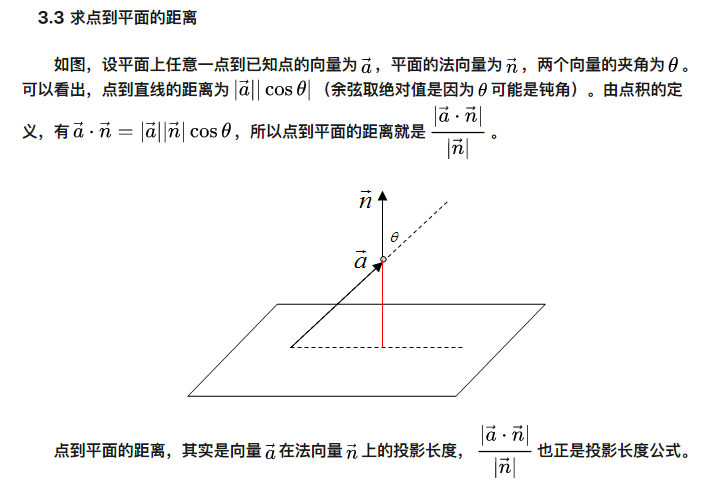 3.3 求点到平面的距离
如图，设平面上任意一点到已知点的向量为 $\vec{a}$，平面的法向量为 $\vec{n}$，两个向量的夹角为 θ。
可以看出，点到直线的距离为 $|\vec{a}||\cos\theta|$（余弦取绝对值是因为 θ 可能是钝角）。由点积的定
义，有 $\vec{a}\cdot\vec{n}=|\vec{a}||\vec{n}|\cos\theta$，所以点到平面的距离就是 $\frac{|\vec{a}\cdot\vec{n}|}{|\vec{n}|}$ 。
$\vec{n}$
θ
$\vec{a}$
点到平面的距离，其实是向量 $\vec{a}$ 在法向量 $\vec{n}$ 上的投影长度， $\frac{|\vec{a}\cdot\vec{n}|}{|\vec{n}|}$ 也正是投影长度公式。